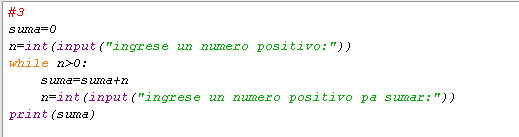 #3
suma=0
n=int(input("ingrese un numero positivo:"))
while n>0:
    suma=suma+n
    n=int(input("ingrese un numero positivo pa sumar:"))
print(suma)